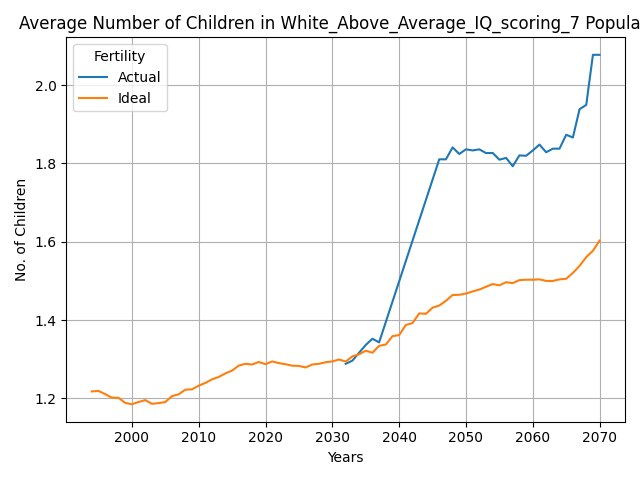 Average Number of Children in White_Above_Average_IQ_scoring_7 Popula
Fertility
Actual
Ideal
No. of Children
2.0
1.8
1.6
1.4
1.2
2000 2010 2020 2030 2040 2050 2060 2070
Years